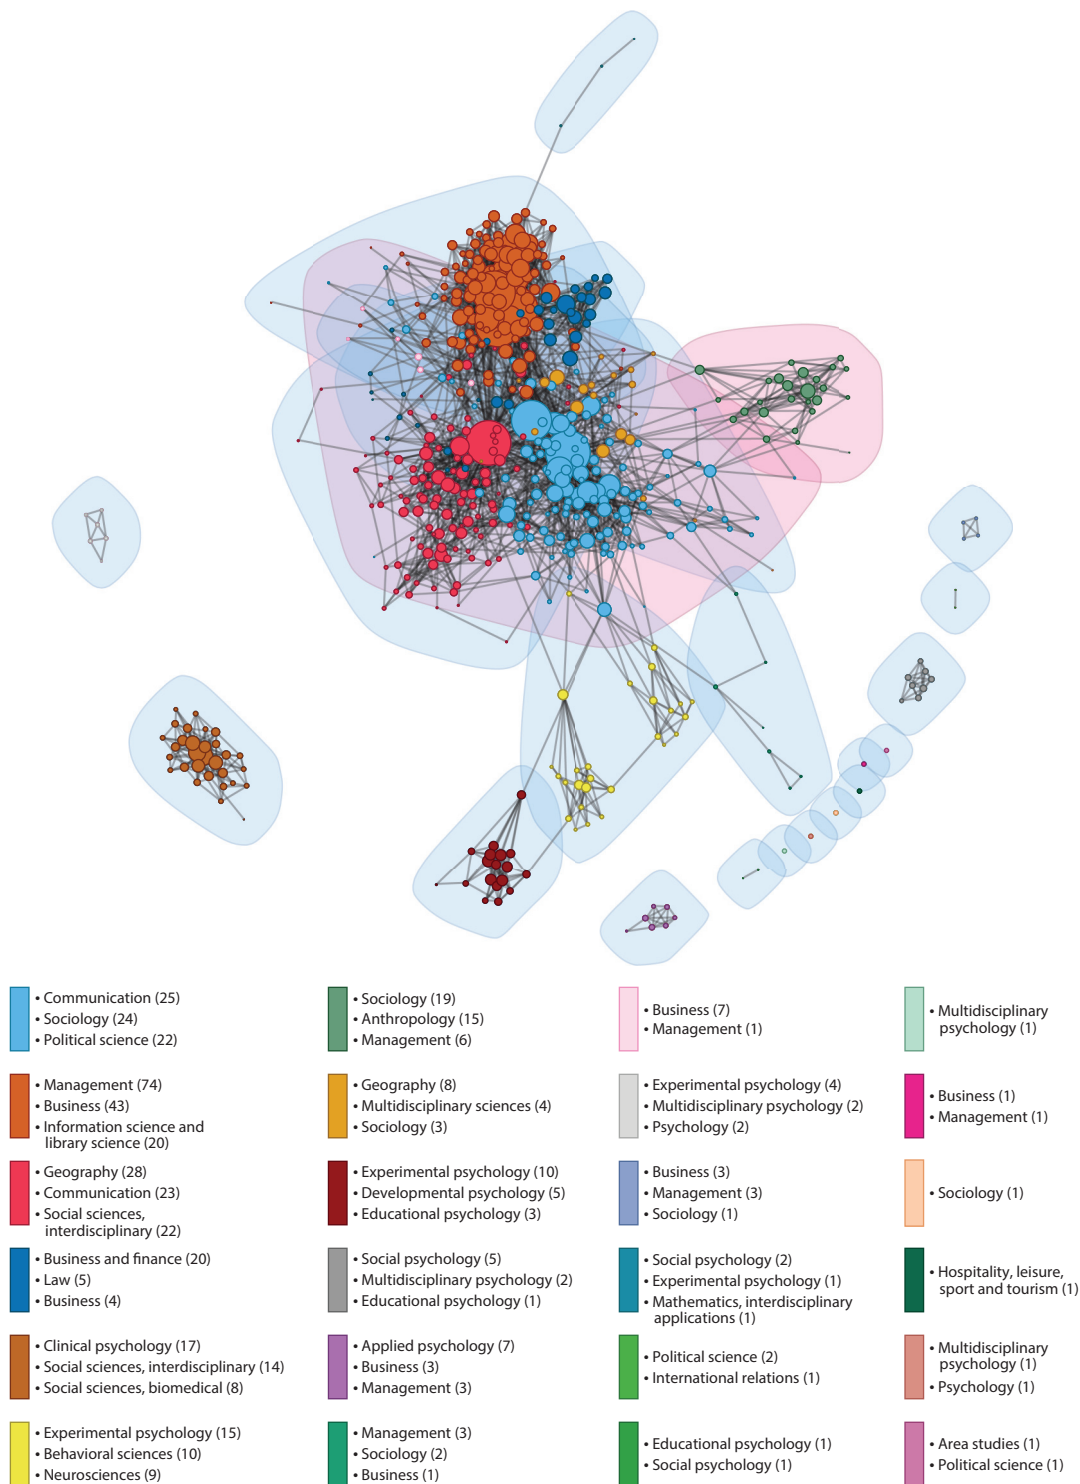 • Communication (25)
• Sociology (24)
• Political science (22)
• Management (74)
• Business (43)
• Information science and
library science (20)
• Geography (28)
• Communication (23)
• Social sciences,
interdisciplinary (22)
• Business and finance (20)
• Law (5)
• Business (4)
• Clinical psychology (17)
• Social sciences, interdisciplinary (14)
• Social sciences, biomedical (8)
• Experimental psychology (15)
• Behavioral sciences (10)
• Neurosciences (9)
• Sociology (19)
• Anthropology (15)
• Management (6)
• Geography (8)
• Multidisciplinary sciences (4)
• Sociology (3)
• Experimental psychology (10)
• Developmental psychology (5)
• Educational psychology (3)
• Social psychology (5)
• Multidisciplinary psychology (2)
• Educational psychology (1)
• Applied psychology (7)
• Business (3)
• Management (3)
• Management (3)
• Sociology (2)
• Business (1)
• Business (7)
• Management (1)
• Experimental psychology (4)
• Multidisciplinary psychology (2)
• Psychology (2)
• Business (3)
• Management (3)
• Sociology (1)
• Social psychology (2)
• Experimental psychology (1)
• Mathematics, interdisciplinary
applications (1)
• Political science (2)
• International relations (1)
• Educational psychology (1)
• Social psychology (1)
• Multidisciplinary
psychology (1)
• Business (1)
• Management (1)
• Sociology (1)
• Hospitality, leisure,
sport and tourism (1)
• Multidisciplinary
psychology (1)
• Psychology (1)
• Area studies (1)
• Political science (1)